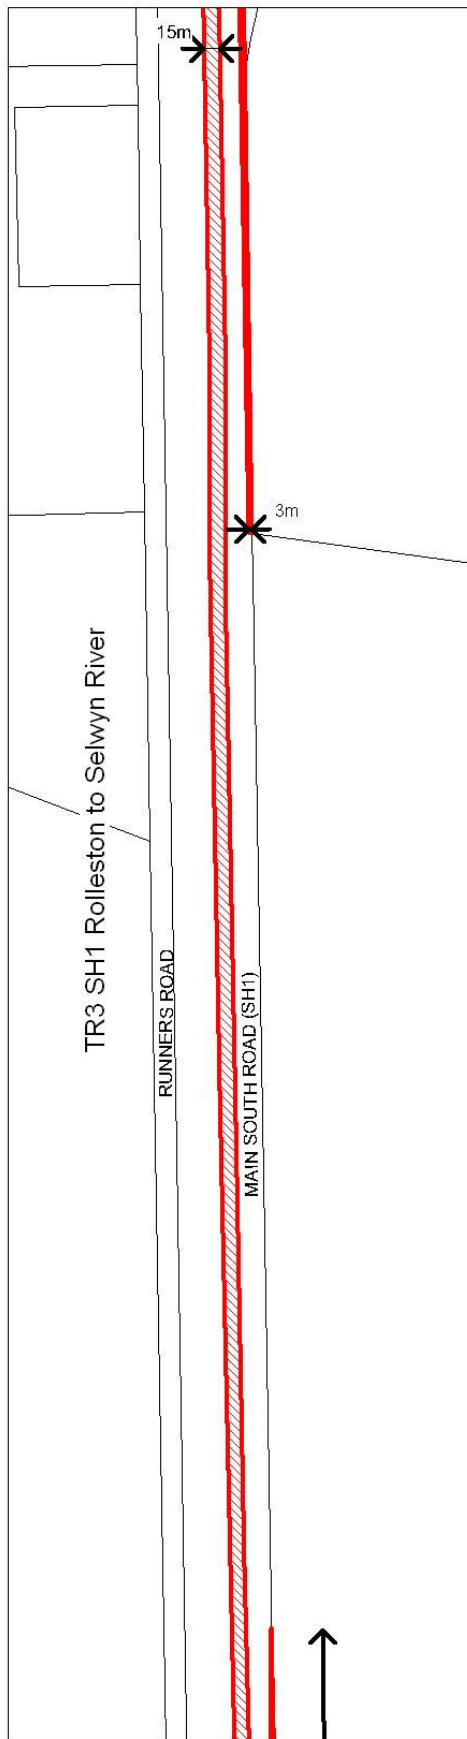 15m
3m
TR3 SH1 Rolleston to Selwyn River
RUNNERS ROAD
MAIN SOUTH ROAD (SH1)